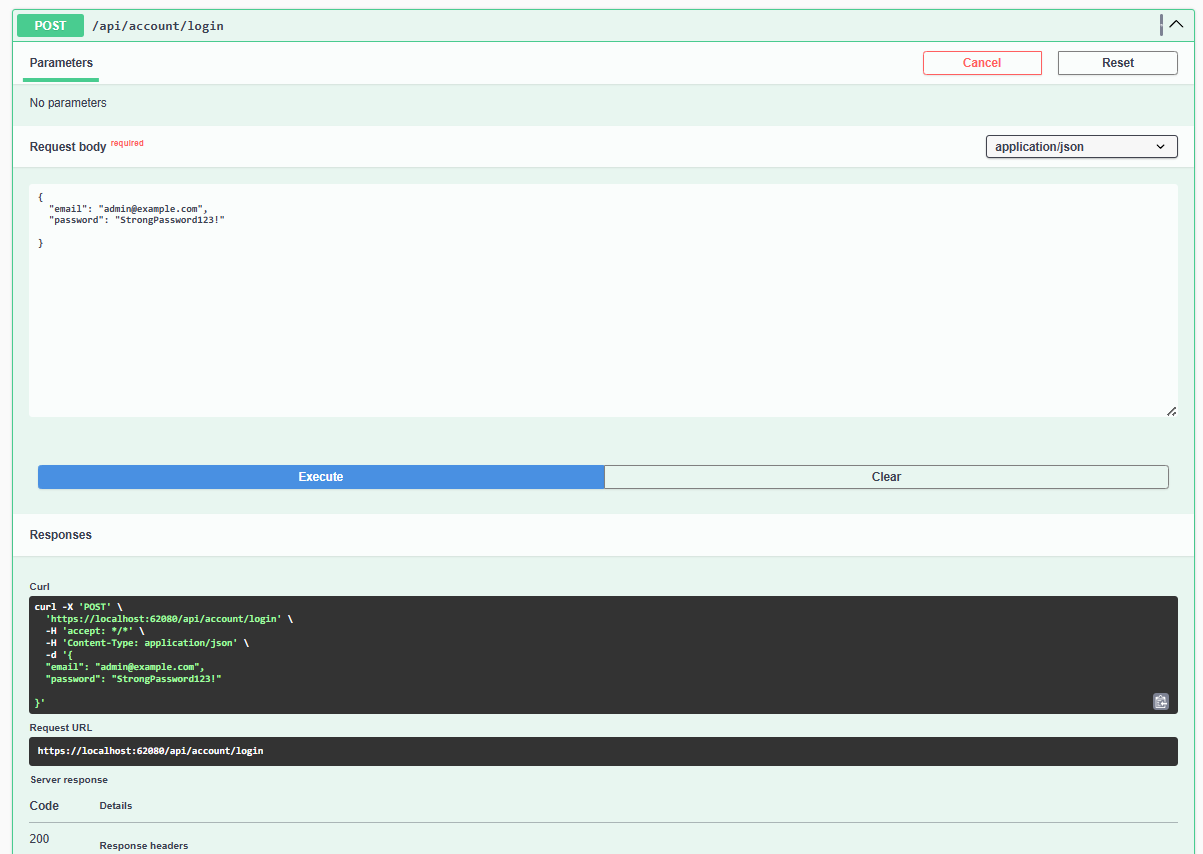 POST /api/account/login
Parameters
Cancel
Reset
No parameters
Request body required
application/json
{
  "email": "admin@example.com",
  "password": "StrongPassword123!"
}
Execute
Clear
Responses
Curl
curl -X 'POST' \
  'https://localhost:62080/api/account/login' \
  -H 'accept: */*' \
  -H 'Content-Type: application/json' \
  -d '{
  "email": "admin@example.com",
  "password": "StrongPassword123!"
}'
Request URL
https://localhost:62080/api/account/login
Server response
Code Details
200
Response headers